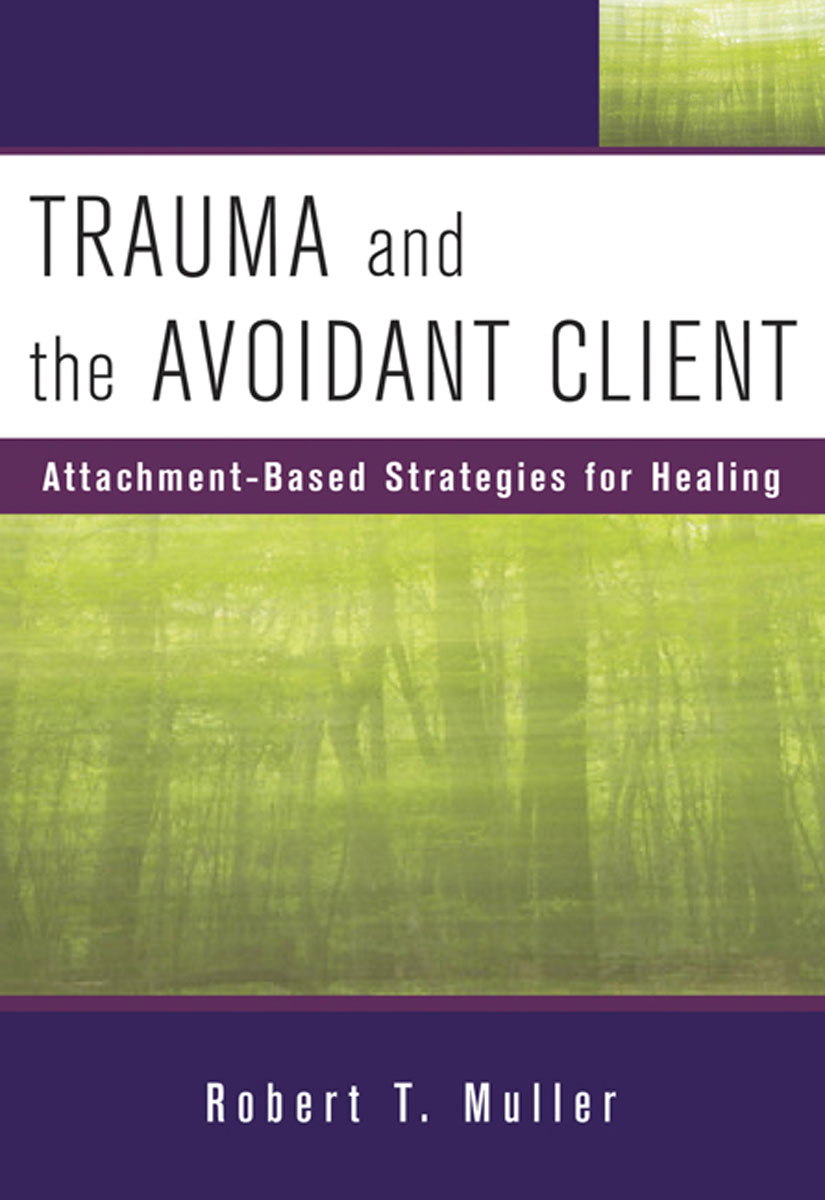 TRAUMA and
the AVOIDANT CLIENT
Attachment-Based Strategies for Healing
Robert T. Muller